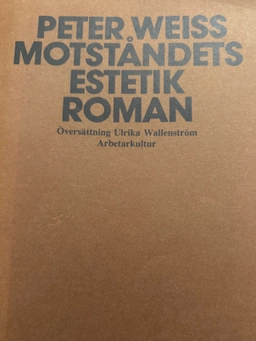 PETER WEISS
MOTSTÅNDETS
ESTETIK
ROMAN
Översättning Ulrika Wallenström
Arbetarkultur